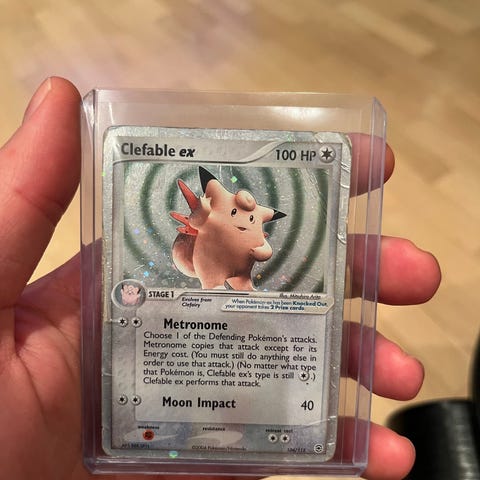 Clefable ex 100 HP
Illus. Mitsuhiro Arita
STAGE 1
Evolves from
Clefairy
When Pokémon-ex has been Knocked Out,
your opponent takes 2 Prize cards.
Metronome
Choose 1 of the Defending Pokémon's attacks.
Metronome copies that attack except for its
Energy cost. (You must still do anything else in
order to use that attack.) (No matter what type
that Pokémon is, Clefable ex's type is still .)
Clefable ex performs that attack.
Moon Impact 40
weakness resistance retreat cost
©2004 Pokémon/Nintendo